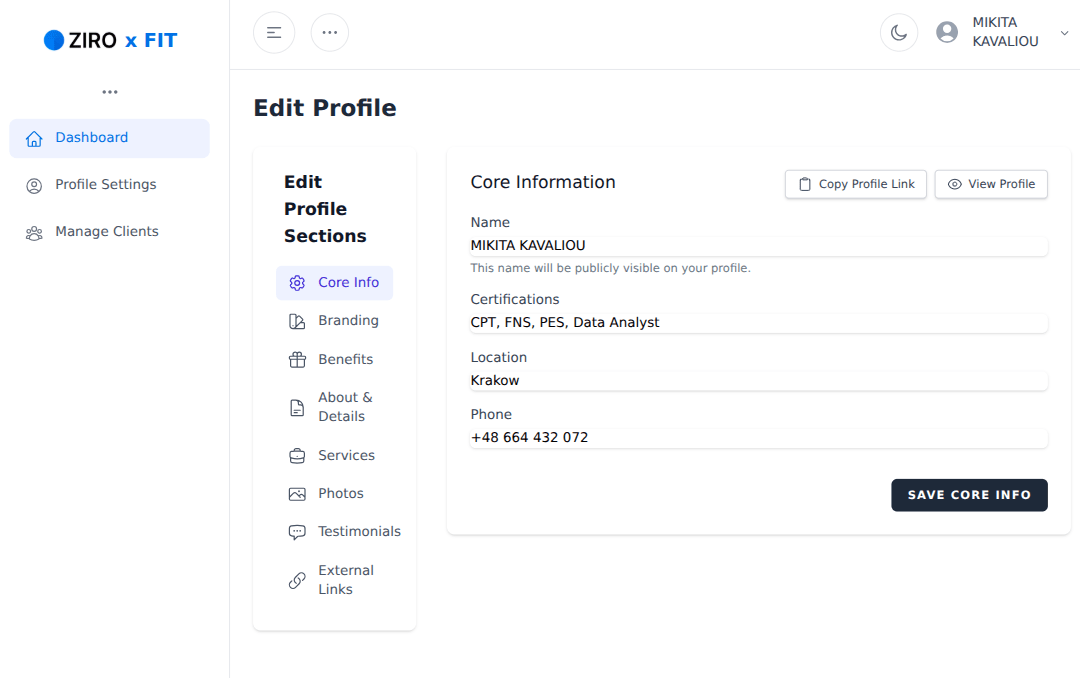 ZIRO x FIT
MIKITA
KAVALIOU
Dashboard
Profile Settings
Manage Clients
Edit Profile
Edit
Profile
Sections
Core Info
Branding
Benefits
About &
Details
Services
Photos
Testimonials
External
Links
Core Information
Copy Profile Link
View Profile
Name
MIKITA KAVALIOU
This name will be publicly visible on your profile.
Certifications
CPT, FNS, PES, Data Analyst
Location
Krakow
Phone
+48 664 432 072
SAVE CORE INFO